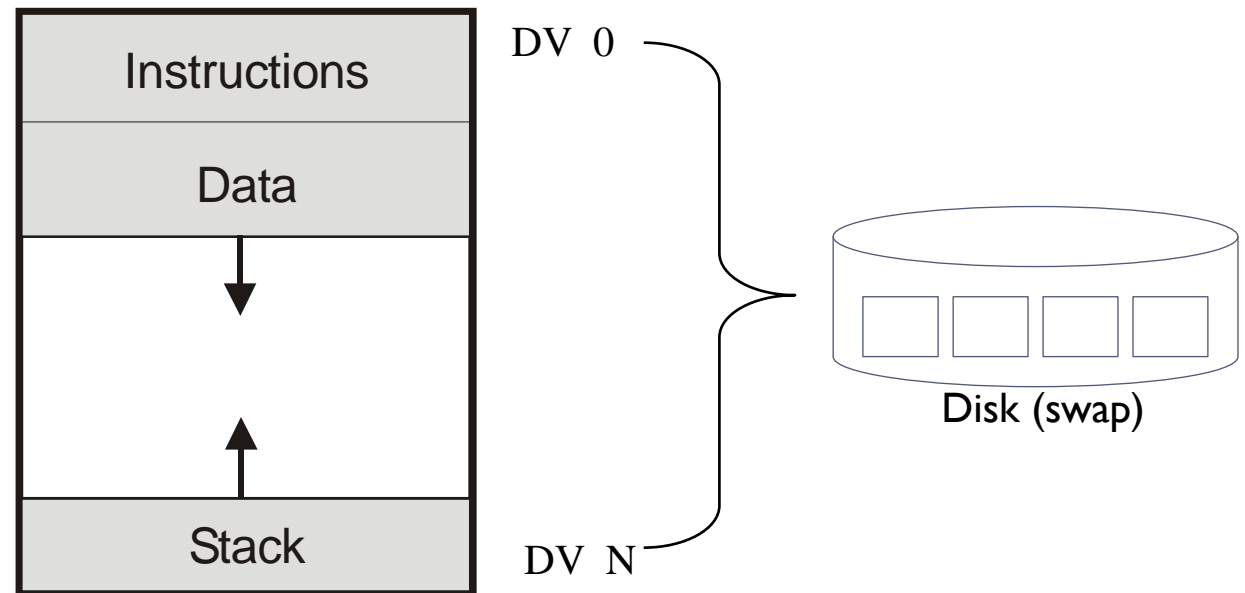 Instructions
DV 0
Data
Disk (swap)
Stack
DV N